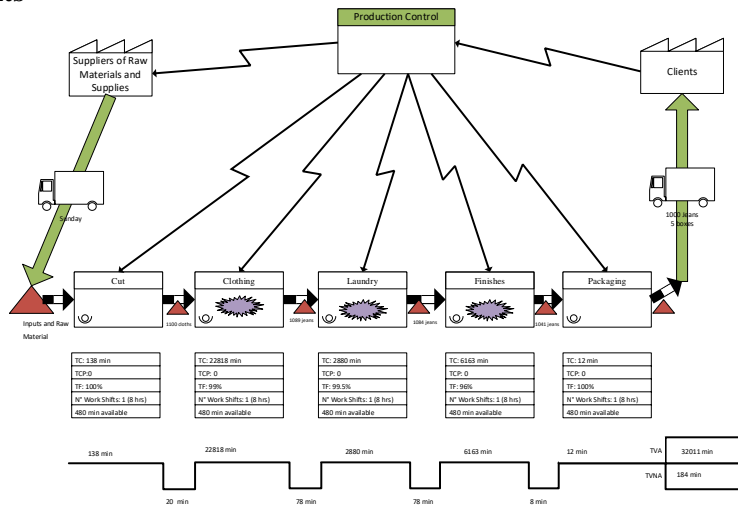 Production Control
Suppliers of Raw
Materials and
Supplies
Clients
Sunday
1000 Jeans
5 boxes
Cut
Clothing
Laundry
Finishes
Packaging
Inputs and Raw
Material
1100 cloths
1089 jeans
1084 jeans
1041 jeans
TC: 138 min
TCP:0
TF: 100%
N° Work Shifts: 1 (8 hrs)
480 min available
TC: 22818 min
TCP: 0
TF: 99%
N° Work Shifts: 1 (8 hrs)
480 min available
TC: 2880 min
TCP: 0
TF: 99.5%
N° Work Shifts: 1 (8 hrs)
480 min available
TC: 6163 min
TCP: 0
TF: 96%
N° Work Shifts: 1 (8 hrs)
480 min available
TC: 12 min
TCP: 0
TF: 100%
N° Work Shifts: 1 (8 hrs)
480 min available
138 min
22818 min
2880 min
6163 min
12 min
TVA
32011 min
TVNA
184 min
20 min
78 min
78 min
8 min